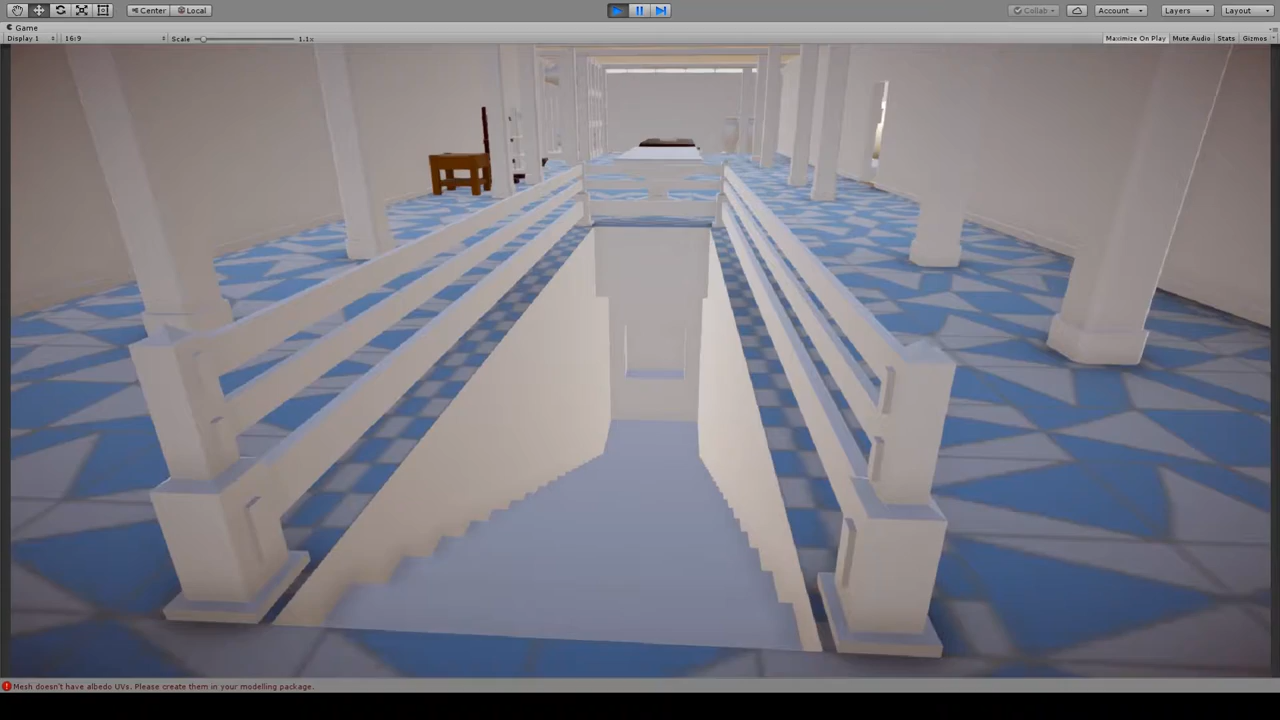 Center Local Collab Account Layers Layout
Game
Display 1 16:9 Scale 1.1x Maximize On Play Mute Audio Stats Gizmos
Mesh doesn't have albedo UVs. Please create them in your modelling package.